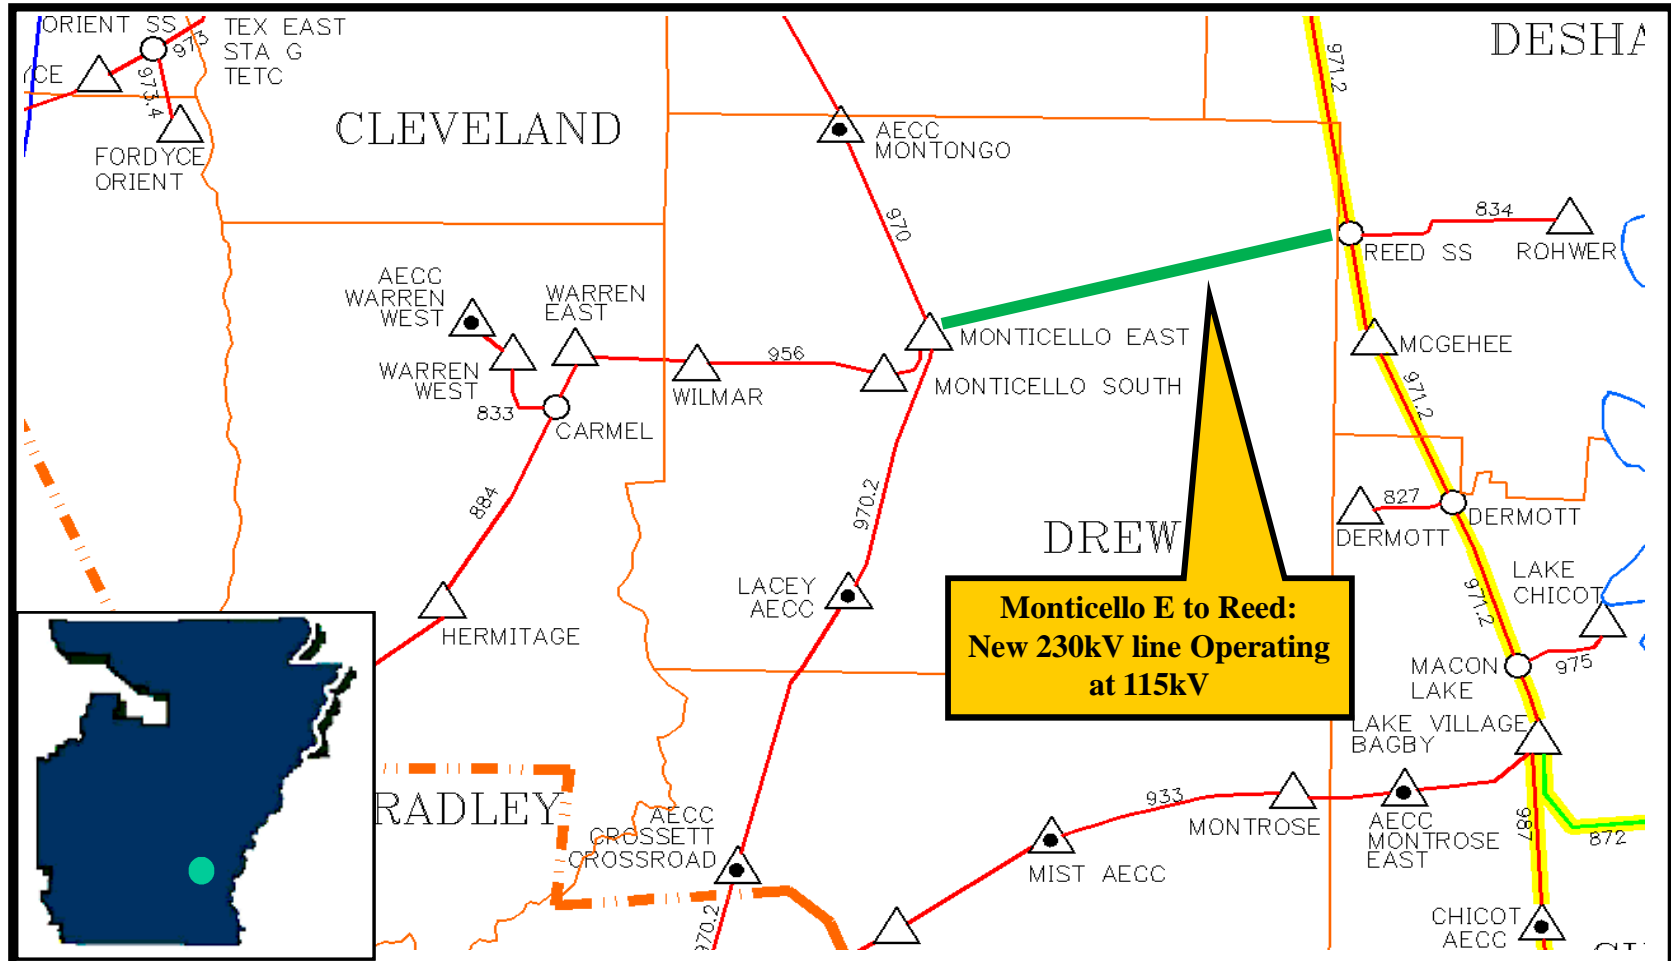 ORIENT SS
973
TEX EAST
STA G
TETC
973.4
FORDYCE
ORIENT
CLEVELAND
AECC
MONTONGO
970
971.2
DESHA
834
REED SS
ROHWER
AECC
WARREN
WEST
WARREN
EAST
WARREN
WEST
833
CARMEL
WILMAR
956
MONTICELLO EAST
MONTICELLO SOUTH
MCGEHEE
971.2
884
970.2
HERMITAGE
LACEY
AECC
DREW
827
DERMOTT
DERMOTT
971.2
LAKE
CHICOT
975
MACON
LAKE
Monticello E to Reed:
New 230kV line Operating
at 115kV
LAKE VILLAGE
BAGBY
RADLEY
AECC
CROSSETT
CROSSROAD
970.2
933
MIST AECC
MONTROSE
AECC
MONTROSE
EAST
786
872
CHICOT
AECC